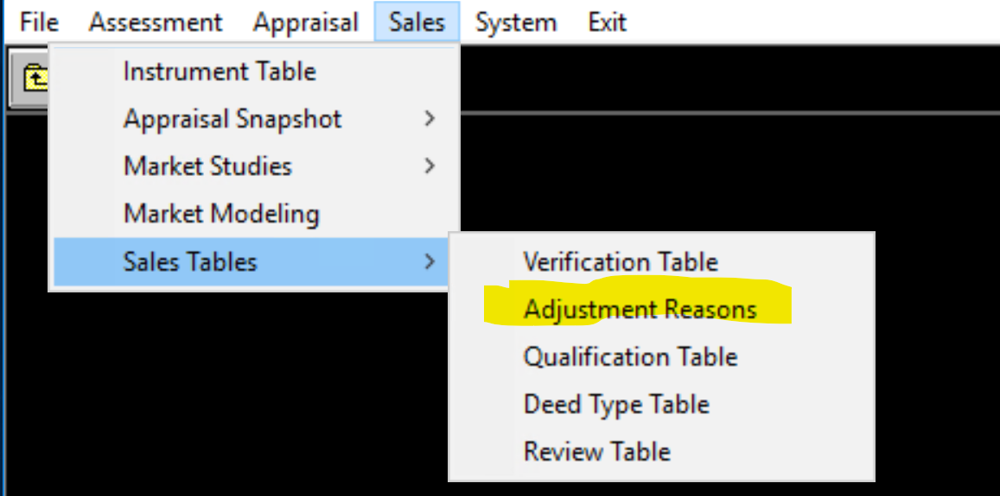 File Assessment Appraisal Sales System Exit
Instrument Table
Appraisal Snapshot
Market Studies
Market Modeling
Sales Tables
Verification Table
Adjustment Reasons
Qualification Table
Deed Type Table
Review Table